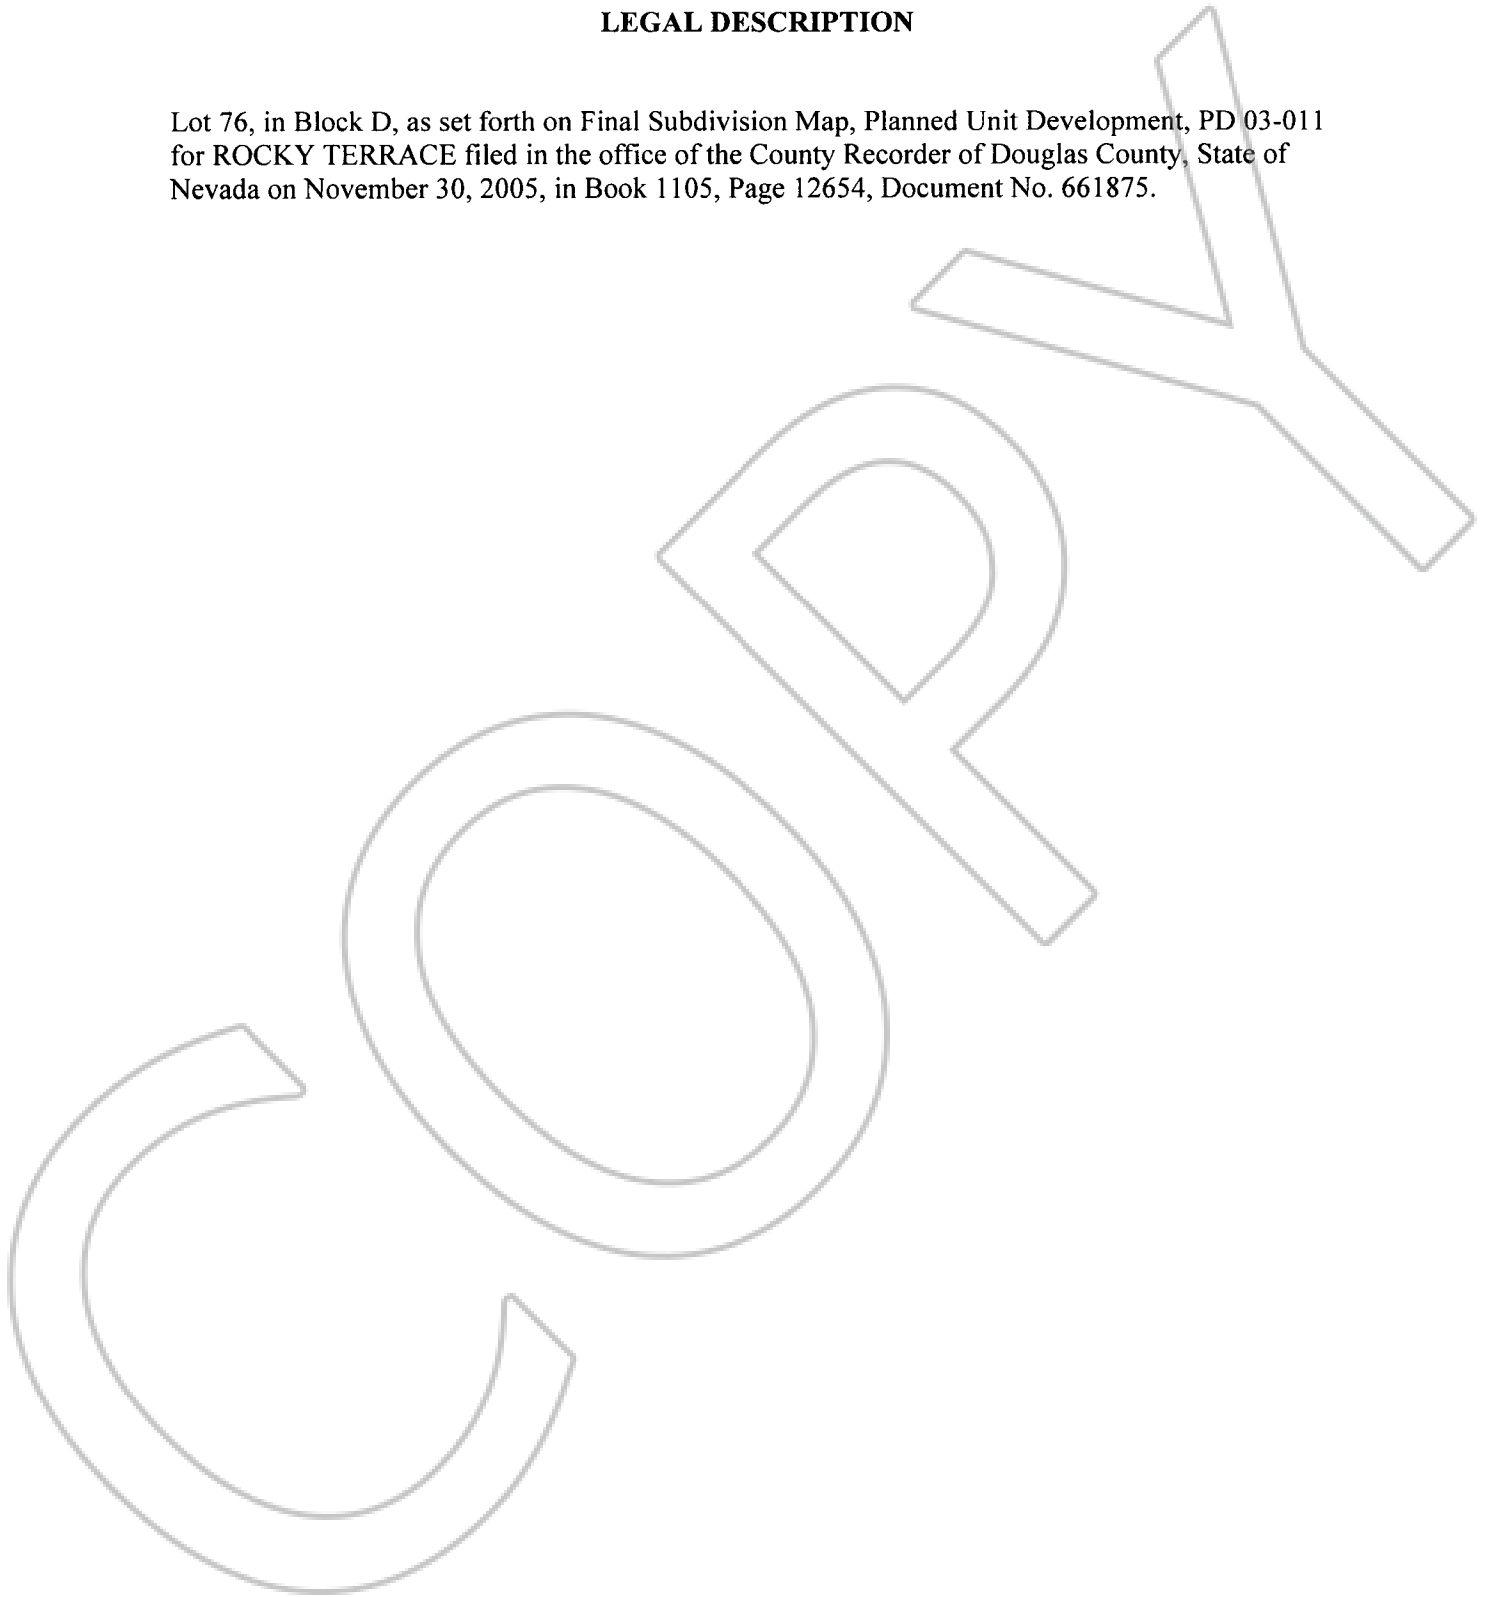 LEGAL DESCRIPTION
Lot 76, in Block D, as set forth on Final Subdivision Map, Planned Unit Development, PD 03-011
for ROCKY TERRACE filed in the office of the County Recorder of Douglas County, State of
Nevada on November 30, 2005, in Book 1105, Page 12654, Document No. 661875.
COPY